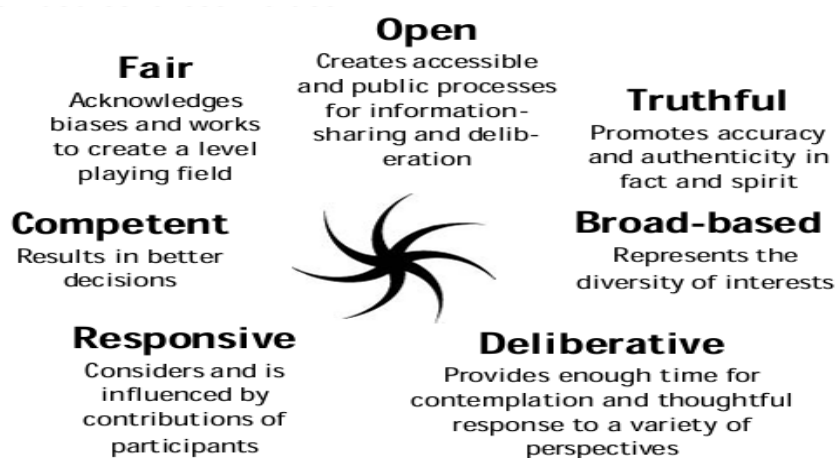 Open
Creates accessible
and public processes
for information-
sharing and delib-
eration
Fair
Acknowledges
biases and works
to create a level
playing field
Truthful
Promotes accuracy
and authenticity in
fact and spirit
Competent
Results in better
decisions
Broad-based
Represents the
diversity of interests
Responsive
Considers and is
influenced by
contributions of
participants
Deliberative
Provides enough time for
contemplation and thoughtful
response to a variety of
perspectives